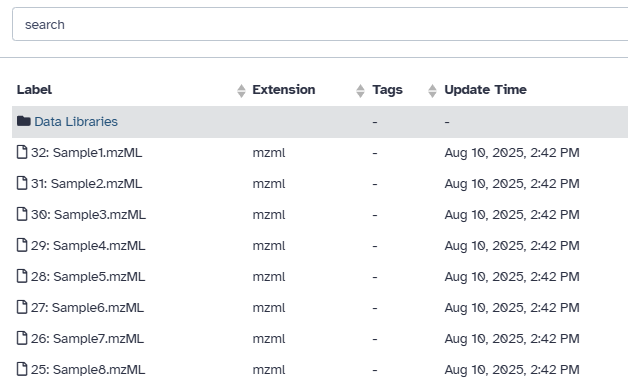 search
Label Extension Tags Update Time
Data Libraries - -
32: Sample1.mzML mzml - Aug 10, 2025, 2:42 PM
31: Sample2.mzML mzml - Aug 10, 2025, 2:42 PM
30: Sample3.mzML mzml - Aug 10, 2025, 2:42 PM
29: Sample4.mzML mzml - Aug 10, 2025, 2:42 PM
28: Sample5.mzML mzml - Aug 10, 2025, 2:42 PM
27: Sample6.mzML mzml - Aug 10, 2025, 2:42 PM
26: Sample7.mzML mzml - Aug 10, 2025, 2:42 PM
25: Sample8.mzML mzml - Aug 10, 2025, 2:42 PM